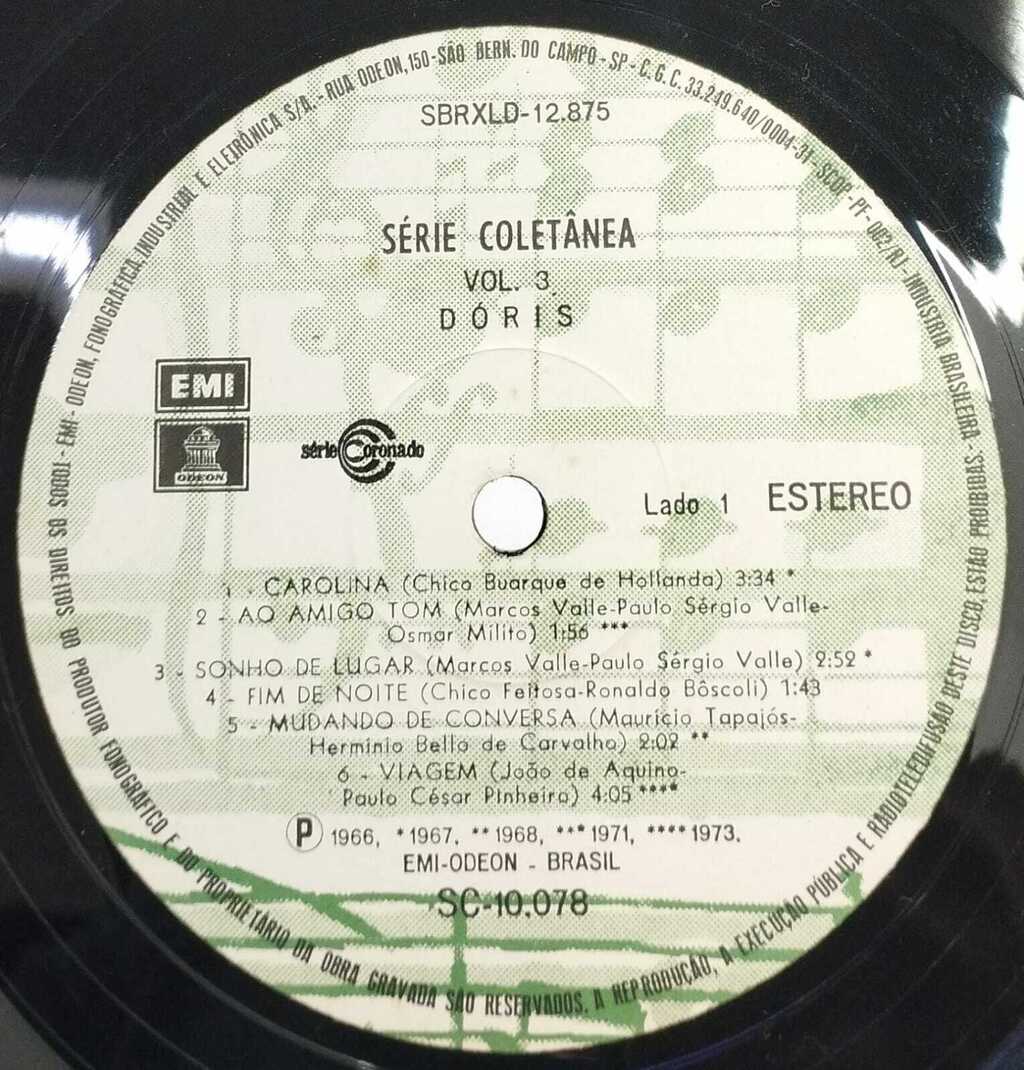 EMI - ODEON, FONOGRÁFICA, INDUSTRIAL E ELETRÔNICA S/A. - RUA ODEON, 150 - SÃO BERN. DO CAMPO - SP - C.G.C. 33.249.640/0004-31 - SCDP - PF - 002/RJ - INDÚSTRIA BRASILEIRA - TODOS OS DIREITOS DO PRODUTOR FONOGRÁFICO E DO PROPRIETÁRIO DA OBRA GRAVADA SÃO RESERVADOS. A REPRODUÇÃO, A EXECUÇÃO PÚBLICA E RADIOTELEDIFUSÃO DESTE DISCO, ESTÃO PROIBIDAS.
SBRXLD-12.875
SÉRIE COLETÂNEA
VOL. 3
DÓRIS
EMI
ODEON
série Coronado
Lado 1 ESTEREO
1 - CAROLINA (Chico Buarque de Hollanda) 3:34 *
2 - AO AMIGO TOM (Marcos Valle-Paulo Sérgio Valle-
Osmar Milito) 1:56 ***
3 - SONHO DE LUGAR (Marcos Valle-Paulo Sérgio Valle) 2:52 *
4 - FIM DE NOITE (Chico Feitosa-Ronaldo Bôscoli) 1:43
5 - MUDANDO DE CONVERSA (Maurício Tapajós-
Hermínio Bello de Carvalho) 2:02 **
6 - VIAGEM (João de Aquino-
Paulo César Pinheiro) 4:05 ****
Ⓟ 1966, *1967. **1968, ***1971, ****1973.
EMI-ODEON - BRASIL
SC-10.078